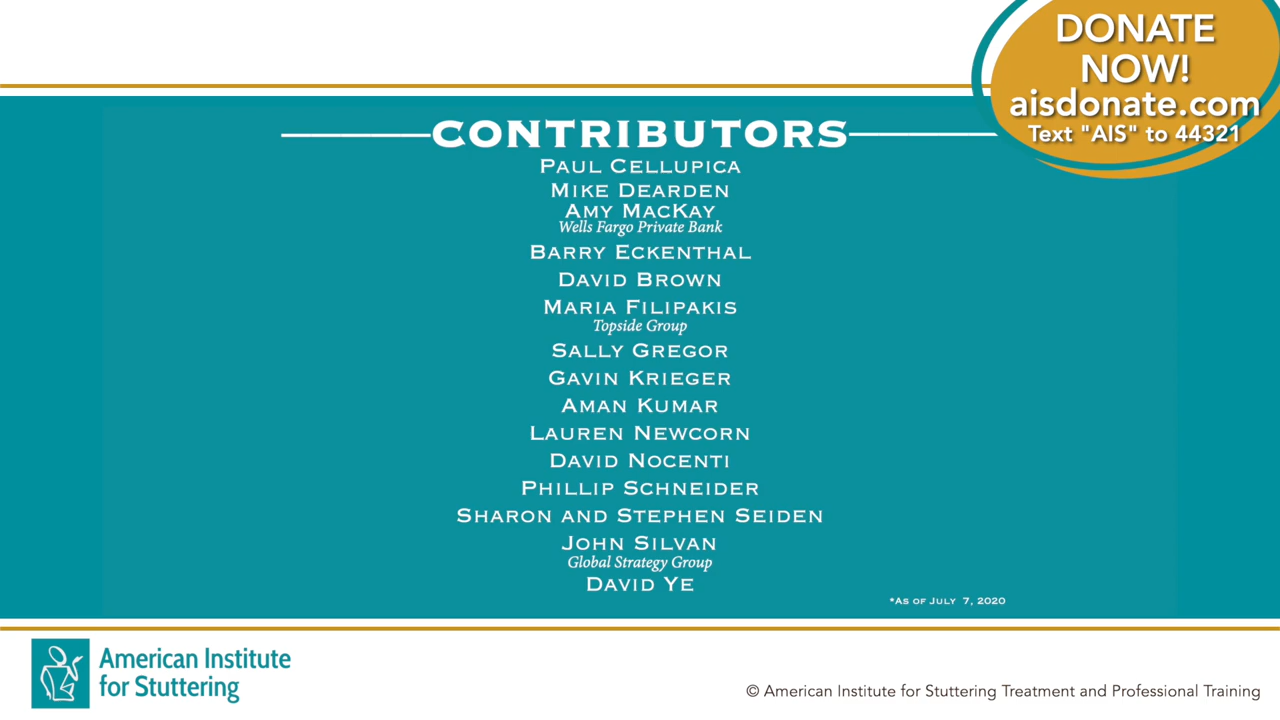 DONATE
NOW!
aisdonate.com
Text "AIS" to 44321
CONTRIBUTORS
PAUL CELLUPICA
MIKE DEARDEN
AMY MACKAY
Wells Fargo Private Bank
BARRY ECKENTHAL
DAVID BROWN
MARIA FILIPAKIS
Topside Group
SALLY GREGOR
GAVIN KRIEGER
AMAN KUMAR
LAUREN NEWCORN
DAVID NOCENTI
PHILLIP SCHNEIDER
SHARON AND STEPHEN SEIDEN
JOHN SILVAN
Global Strategy Group
DAVID YE
*AS OF JULY 7, 2020
American Institute
for Stuttering
© American Institute for Stuttering Treatment and Professional Training